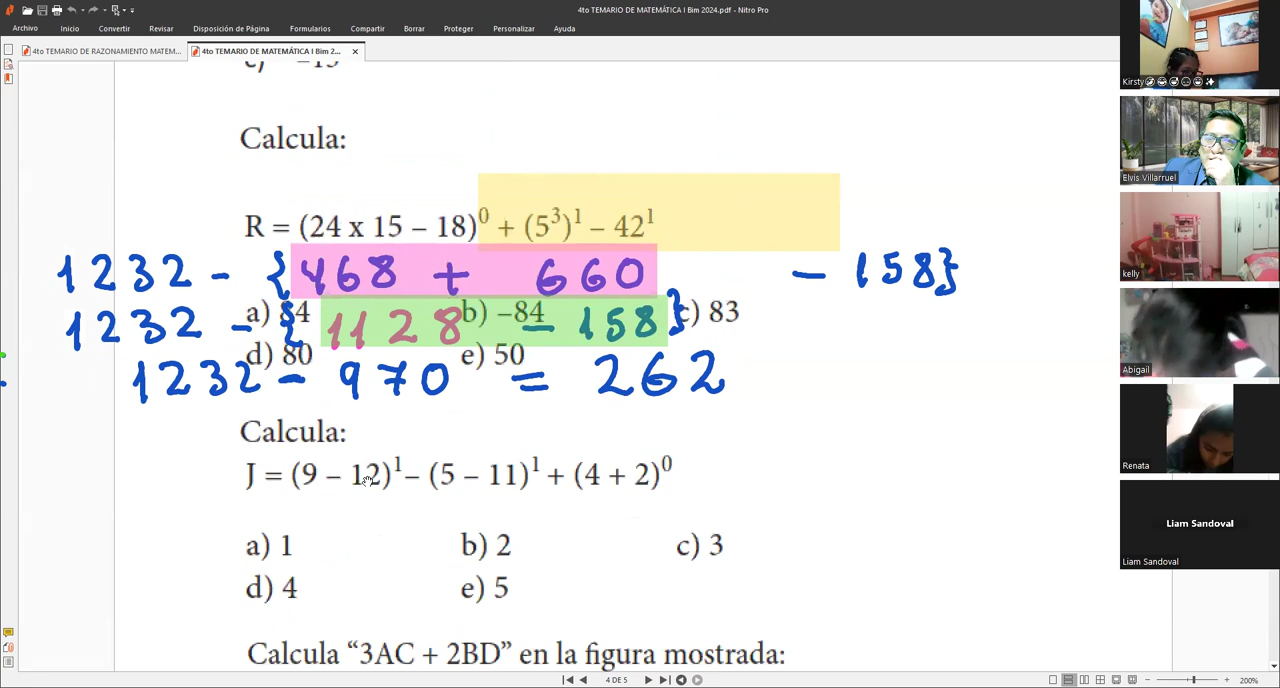 4to TEMARIO DE MATEMÁTICA I Bim 2024.pdf - Nitro Pro
Archivo Inicio Convertir Revisar Disposición de Página Formularios Compartir Borrar Proteger Personalizar Ayuda
4to TEMARIO DE RAZONAMIENTO MATEM... 4to TEMARIO DE MATEMÁTICA I Bim 2...
Calcula:
R = (24 x 15 – 18)⁰ + (5³)¹ – 42¹
1232 - {468 + 660 - 158}
a) 84 b) –84 c) 83
1232 - {1128 - 158}
d) 80 e) 50
1232 - 970 = 262
Calcula:
J = (9 – 12)¹ – (5 – 11)¹ + (4 + 2)⁰
a) 1 b) 2 c) 3
d) 4 e) 5
Calcula “3AC + 2BD” en la figura mostrada:
Kirsty
Elvis Villarruel
kelly
Abigail
Renata
Liam Sandoval
Liam Sandoval
4 DE 5
200%